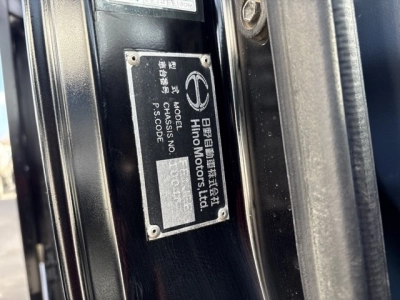 日野自動車株式会社
Hino Motors, Ltd.
型 式 MODEL
車台番号 CHASSIS NO.
P.S.CODE